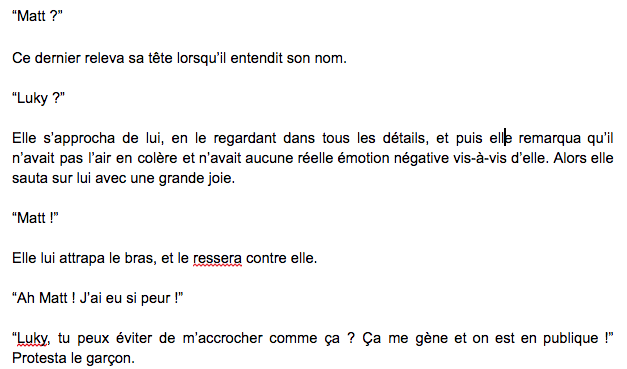 “Matt ?”
Ce dernier releva sa tête lorsqu’il entendit son nom.
“Luky ?”
Elle s’approcha de lui, en le regardant dans tous les détails, et puis elle remarqua qu’il
n’avait pas l’air en colère et n’avait aucune réelle émotion négative vis-à-vis d’elle. Alors elle
sauta sur lui avec une grande joie.
“Matt !”
Elle lui attrapa le bras, et le ressera contre elle.
“Ah Matt ! J’ai eu si peur !”
“Luky, tu peux éviter de m’accrocher comme ça ? Ça me gène et on est en publique !”
Protesta le garçon.